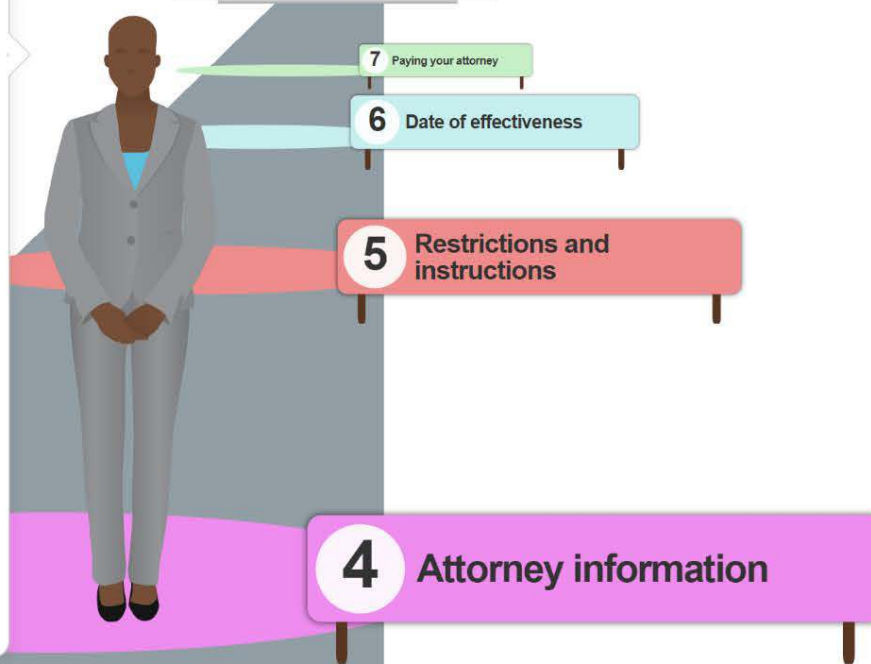 7 Paying your attorney
6 Date of effectiveness
5 Restrictions and
instructions
4 Attorney information